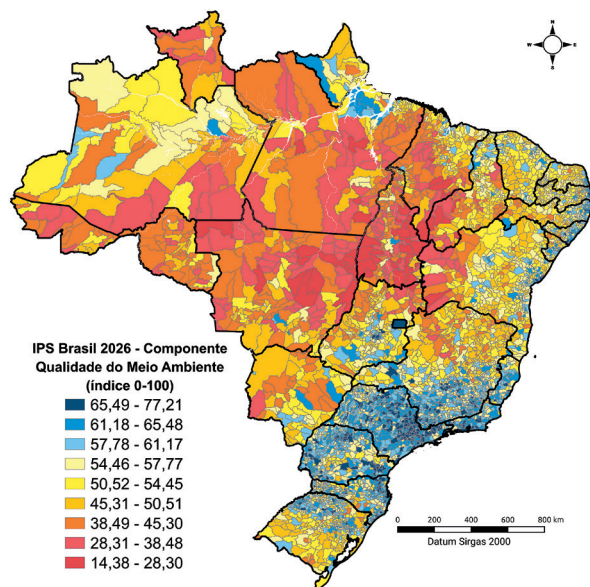 N
W
E
S
IPS Brasil 2026 - Componente
Qualidade do Meio Ambiente
(índice 0-100)
65,49 - 77,21
61,18 - 65,48
57,78 - 61,17
54,46 - 57,77
50,52 - 54,45
45,31 - 50,51
38,49 - 45,30
28,31 - 38,48
14,38 - 28,30
0 200 400 600 800 km
Datum Sirgas 2000